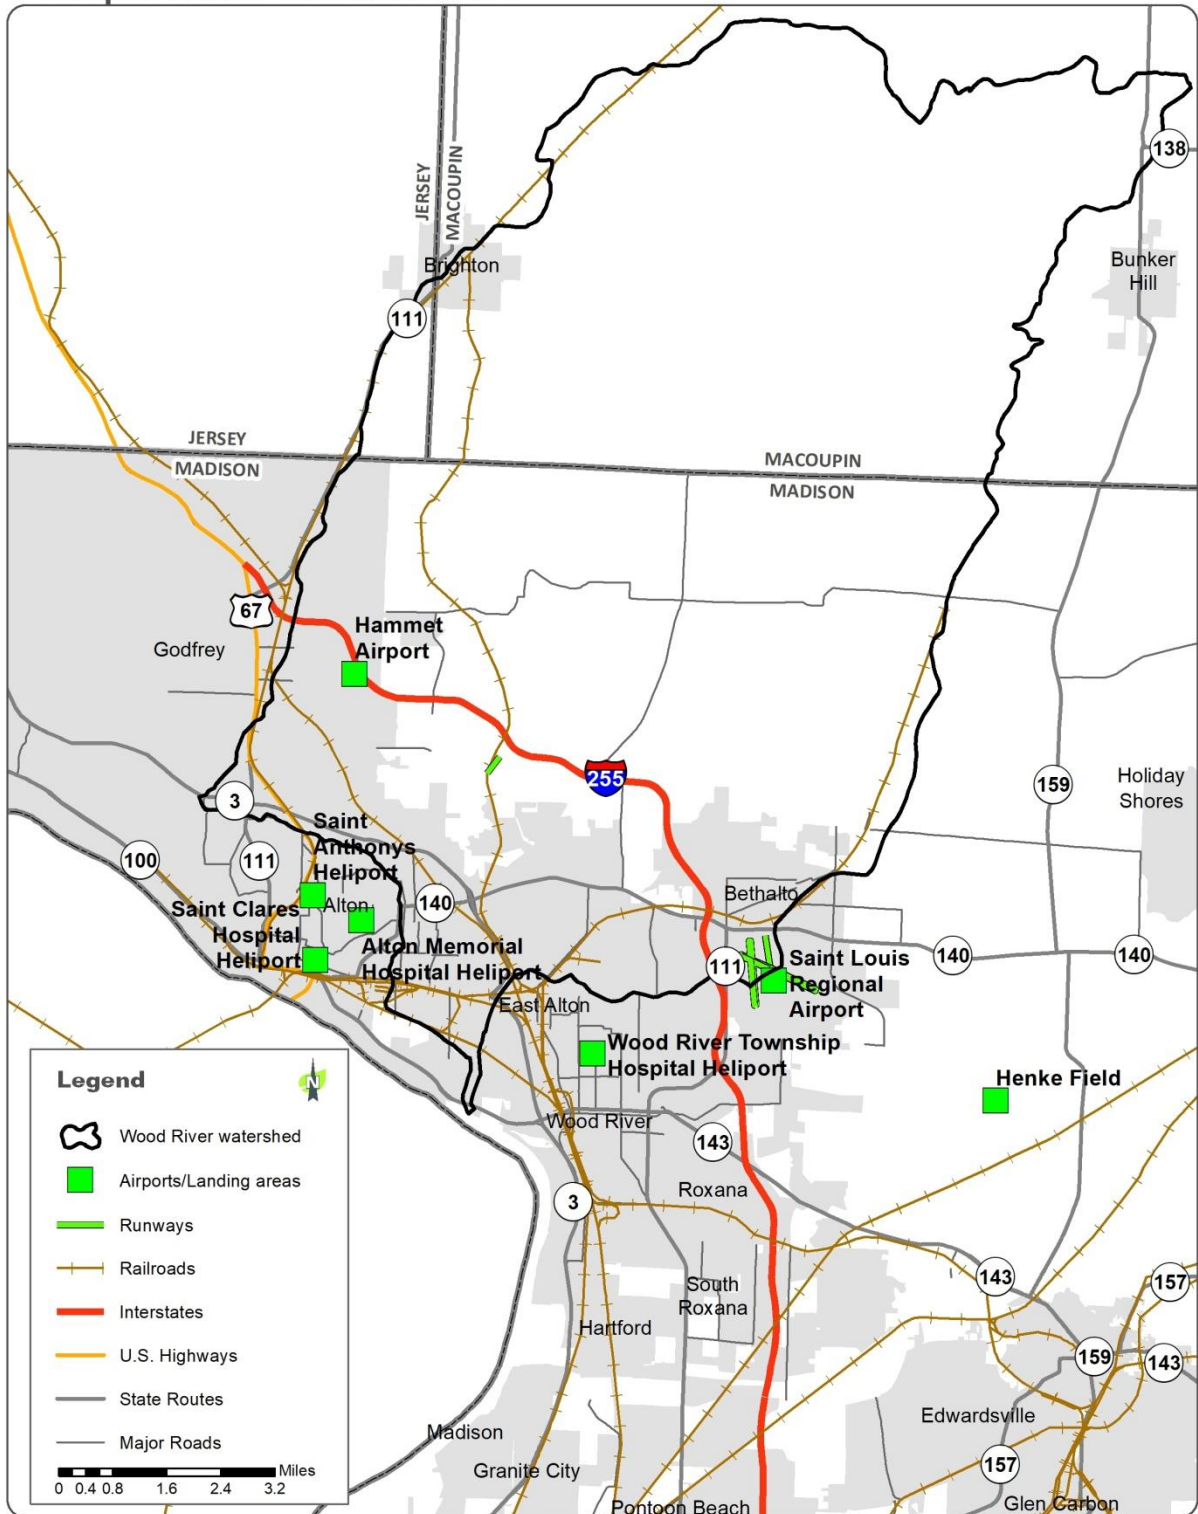 138
JERSEY
MACOUPIN
Brighton
Bunker
Hill
111
JERSEY
MADISON
MACOUPIN
MADISON
67
Hammet
Airport
Godfrey
255
159
Holiday
Shores
3
Saint
Anthonys
Heliport
100
111
Bethalto
140
Alton
Saint Clares
Hospital
Heliport
Alton Memorial
Hospital Heliport
111
Saint Louis
Regional
Airport
140
140
East Alton
Wood River Township
Hospital Heliport
Henke Field
Wood River
143
Roxana
3
143
157
South
Roxana
Hartford
159
143
Edwardsville
Madison
Granite City
157
Pontoon Beach
Glen Carbon
Legend
N
Wood River watershed
Airports/Landing areas
Runways
Railroads
Interstates
U.S. Highways
State Routes
Major Roads
Miles
0 0.4 0.8 1.6 2.4 3.2